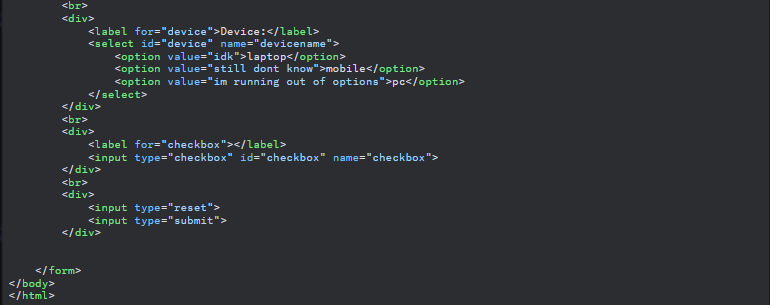 <br>
<div>
<label for="device">Device:</label>
<select id="device" name="devicename">
<option value="idk">laptop</option>
<option value="still dont know">mobile</option>
<option value="im running out of options">pc</option>
</select>
</div>
<br>
<div>
<label for="checkbox"></label>
<input type="checkbox" id="checkbox" name="checkbox">
</div>
<br>
<div>
<input type="reset">
<input type="submit">
</div>
</form>
</body>
</html>